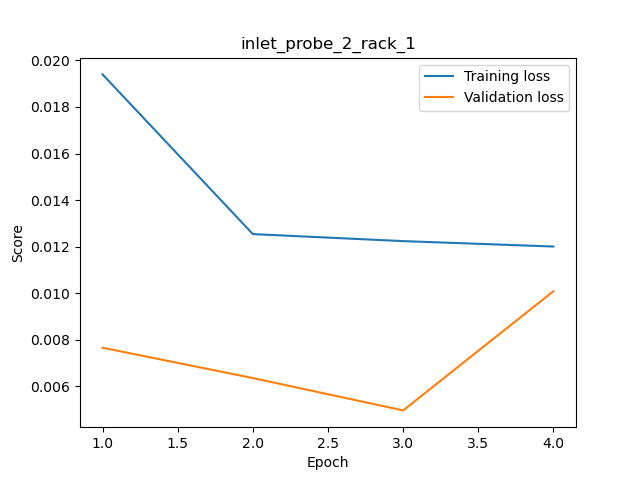 inlet_probe_2_rack_1
Training loss
Validation loss
Score
0.020
0.018
0.016
0.014
0.012
0.010
0.008
0.006
1.0 1.5 2.0 2.5 3.0 3.5 4.0
Epoch